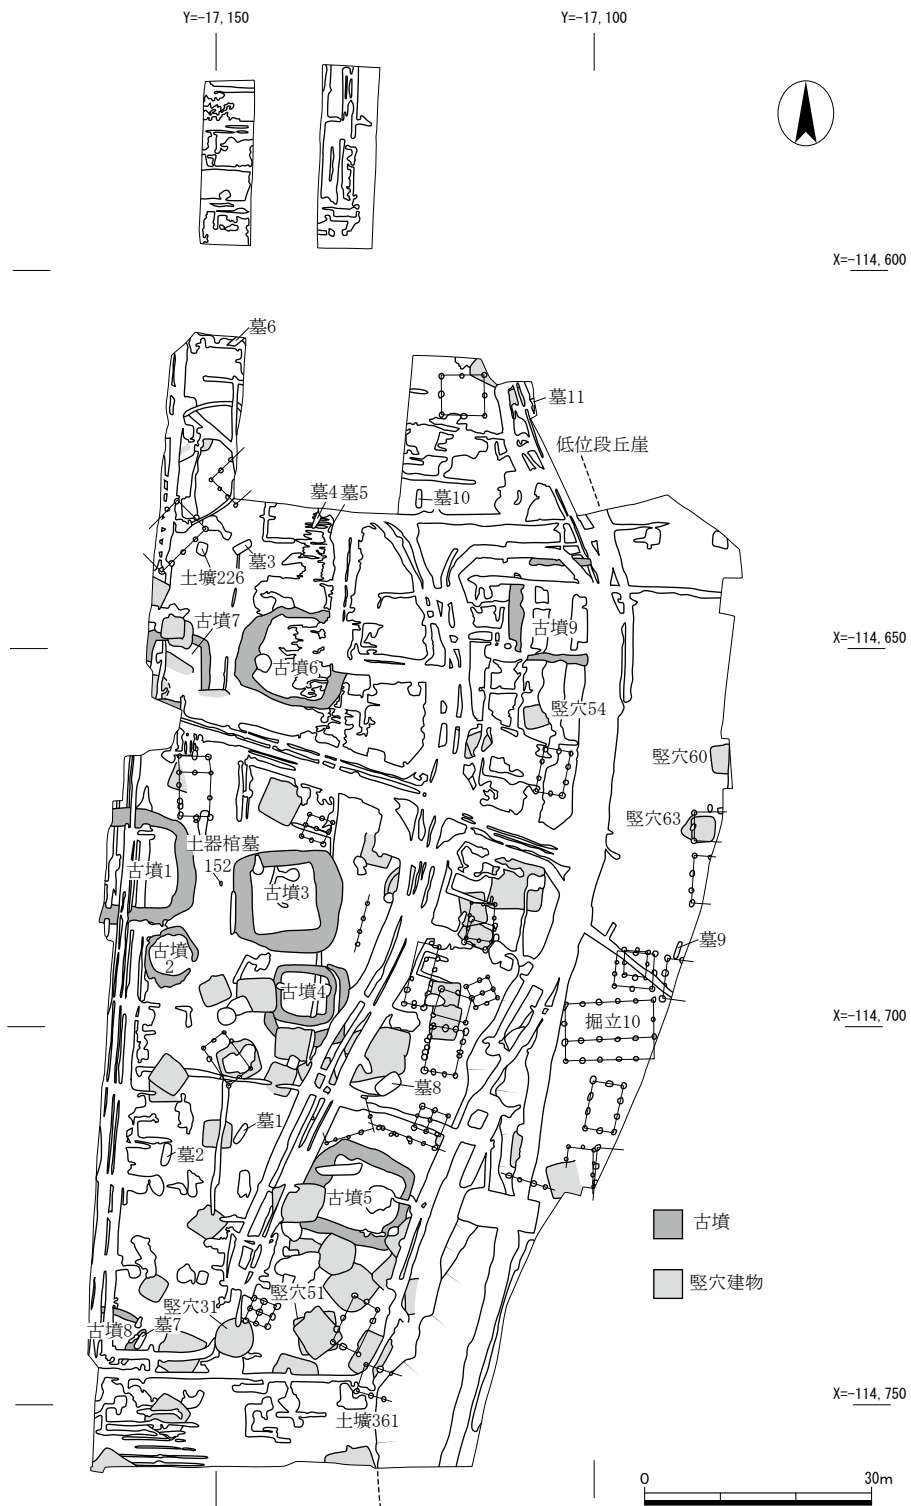 Y=-17,150
Y=-17,100
X=-114,600
墓6
墓11
低位段丘崖
墓4 墓5
墓10
墓3
土壙226
古墳7
古墳9
X=-114,650
古墳6
竪穴54
竪穴60
竪穴63
土器棺墓
152
古墳1
古墳3
墓9
古墳
2
古墳4
掘立10
X=-114,700
墓8
墓1
墓2
古墳5
古墳
竪穴建物
竪穴51
竪穴31
古墳8
墓7
X=-114,750
土壙361
0
30m